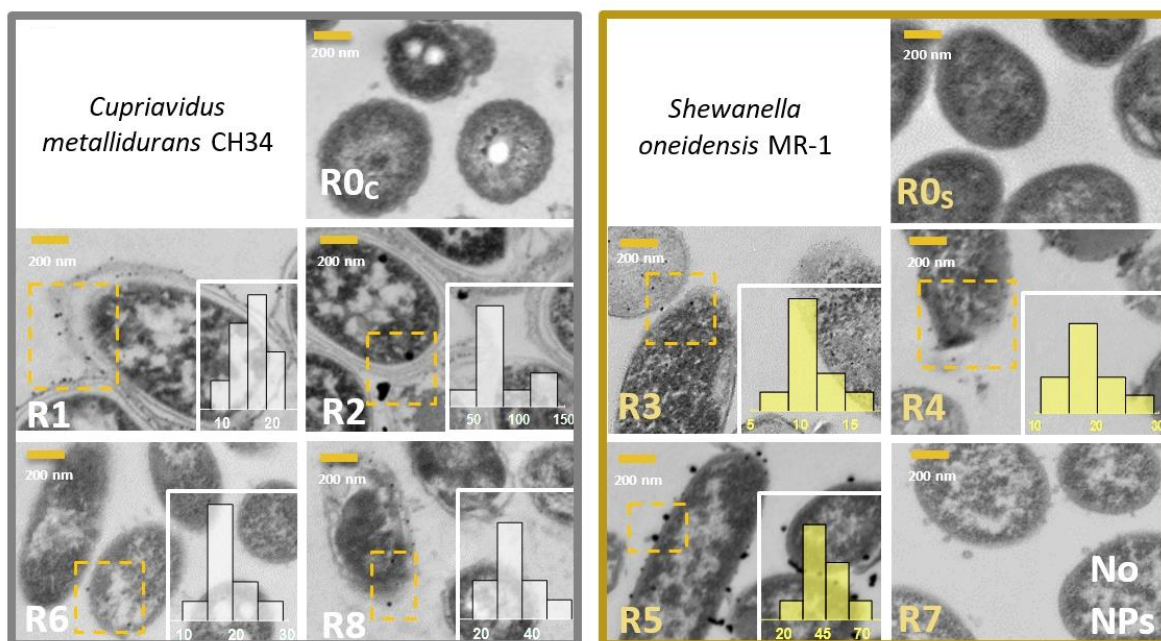 Cupriavidus
metallidurans CH34
200 nm
R0C
200 nm
R1
10 20
200 nm
R2
50 100 150
200 nm
R6
10 20 30
200 nm
R8
20 40
Shewanella
oneidensis MR-1
200 nm
R0S
200 nm
R3
5 10 15
200 nm
R4
10 20 30
200 nm
R5
20 45 70
200 nm
R7
No
NPs